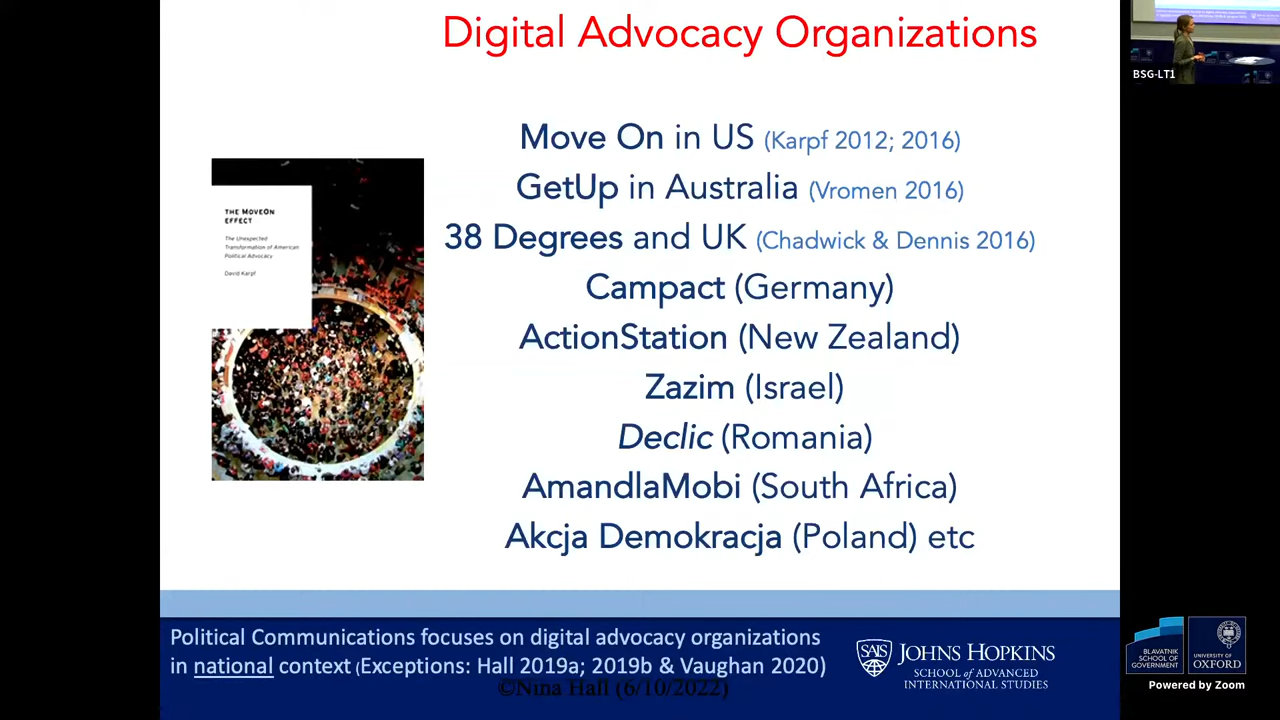 Digital Advocacy Organizations
BSG-LT1
Move On in US (Karpf 2012; 2016)
GetUp in Australia (Vromen 2016)
38 Degrees and UK (Chadwick & Dennis 2016)
Campact (Germany)
ActionStation (New Zealand)
Zazim (Israel)
Declic (Romania)
AmandlaMobi (South Africa)
Akcja Demokracja (Poland) etc
THE MOVEON
EFFECT
The Unexpected
Transformation of American
Political Advocacy
David Karpf
Political Communications focuses on digital advocacy organizations
in national context (Exceptions: Hall 2019a; 2019b & Vaughan 2020)
©Nina Hall (6/10/2022)
SAIS
JOHNS HOPKINS
SCHOOL of ADVANCED
INTERNATIONAL STUDIES
BLAVATNIK
SCHOOL OF
GOVERNMENT
UNIVERSITY OF
OXFORD
Powered by Zoom